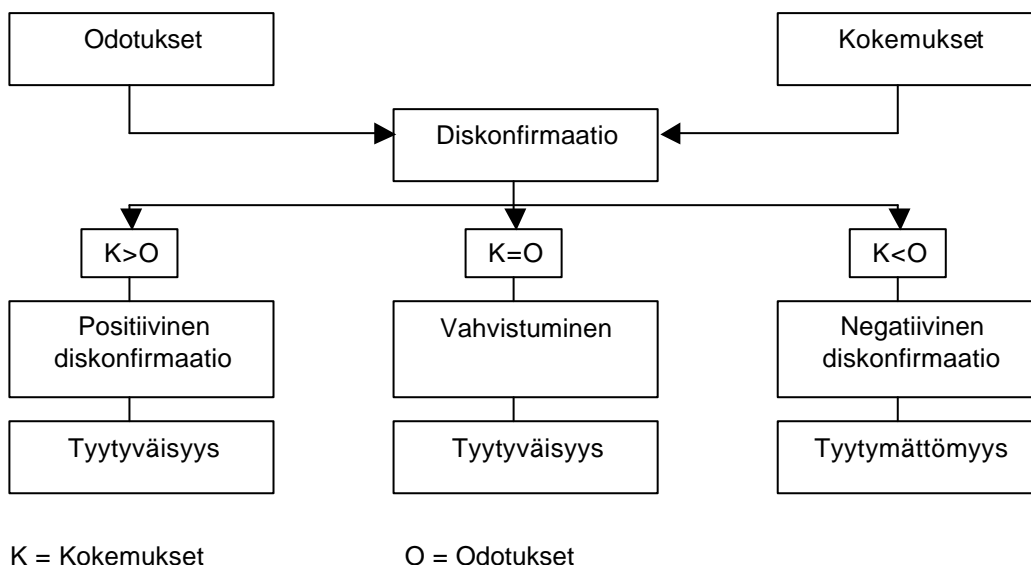 Odotukset
Kokemukset
Diskonfirmaatio
K>O
K=O
K<O
Positiivinen
diskonfirmaatio
Vahvistuminen
Negatiivinen
diskonfirmaatio
Tyytyväisyys
Tyytyväisyys
Tyytymättömyys
K = Kokemukset
O = Odotukset